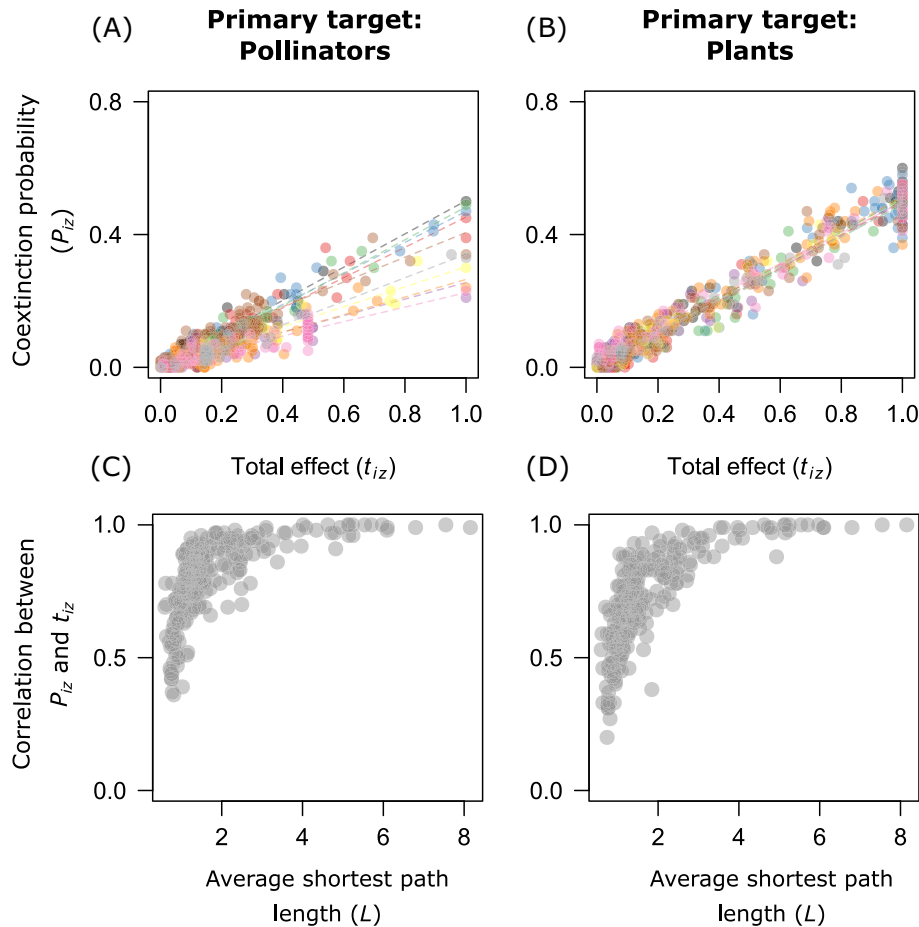 (A)
Primary target:
Pollinators
(B)
Primary target:
Plants
Coextinction probability
(Piz)
0.8
0.4
0.0
0.0 0.2 0.4 0.6 0.8 1.0
Total effect (tiz)
0.8
0.4
0.0
0.0 0.2 0.4 0.6 0.8 1.0
Total effect (tiz)
(C)
(D)
Correlation between
Piz and tiz
1.0
0.5
0.0
2 4 6 8
Average shortest path
length (L)
1.0
0.5
0.0
2 4 6 8
Average shortest path
length (L)